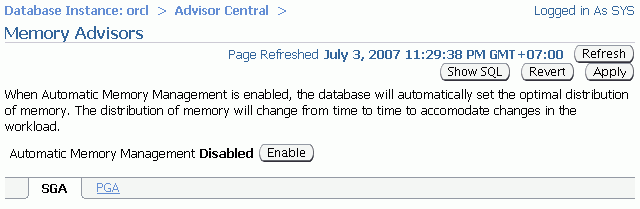 Database Instance: orcl > Advisor Central >
Logged in As SYS
Memory Advisors
Page Refreshed July 3, 2007 11:29:38 PM GMT+07:00 Refresh
Show SQL Revert Apply
When Automatic Memory Management is enabled, the database will automatically set the optimal distribution
of memory. The distribution of memory will change from time to time to accomodate changes in the
workload.
Automatic Memory Management Disabled Enable
SGA PGA